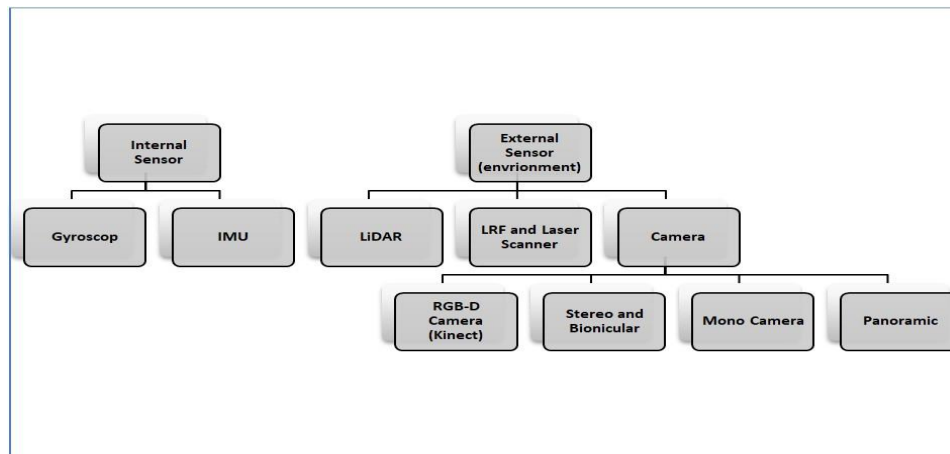 Internal
Sensor
External
Sensor
(envrionment)
Gyroscop
IMU
LiDAR
LRF and Laser
Scanner
Camera
RGB-D
Camera
(Kinect)
Stereo and
Bionicular
Mono Camera
Panoramic